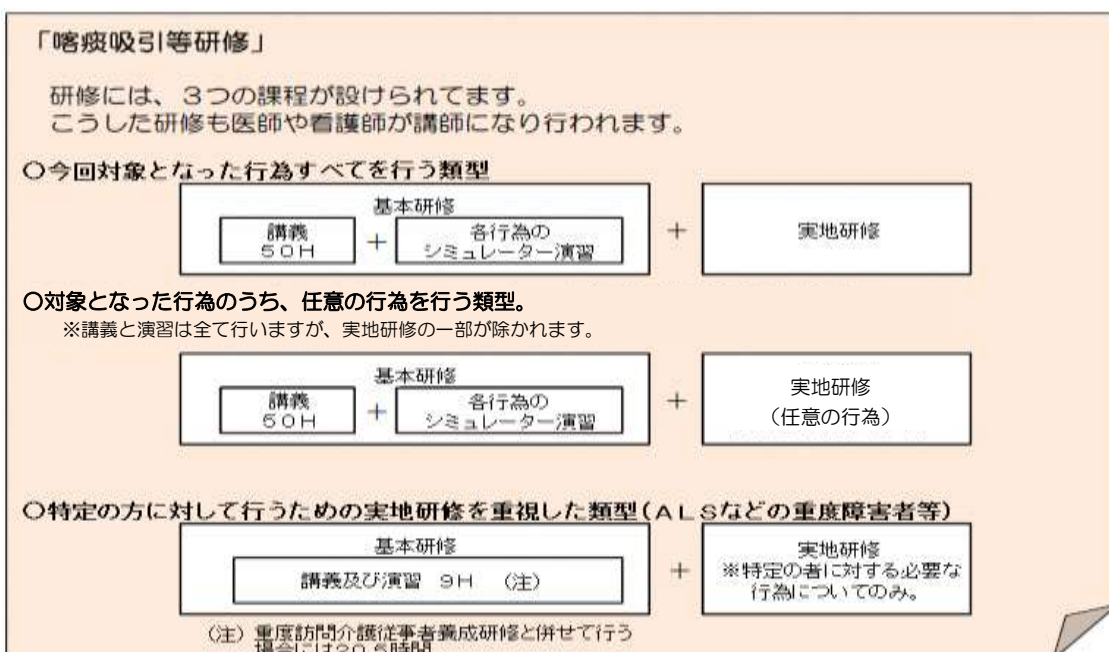 「喀痰吸引等研修」
研修には、３つの課程が設けられてます。
こうした研修も医師や看護師が講師になり行われます。
○今回対象となった行為すべてを行う類型
基本研修
講義
５０Ｈ
＋
各行為の
シミュレーター演習
＋
実地研修
○対象となった行為のうち、任意の行為を行う類型。
※講義と演習は全て行いますが、実地研修の一部が除かれます。
基本研修
講義
５０Ｈ
＋
各行為の
シミュレーター演習
＋
実地研修
（任意の行為）
○特定の方に対して行うための実地研修を重視した類型（ＡＬＳなどの重度障害者等）
基本研修
講義及び演習　９Ｈ　（注）
＋
実地研修
※特定の者に対する必要な
行為についてのみ。
（注）重度訪問介護従事者養成研修と併せて行う
場合には２０.５時間